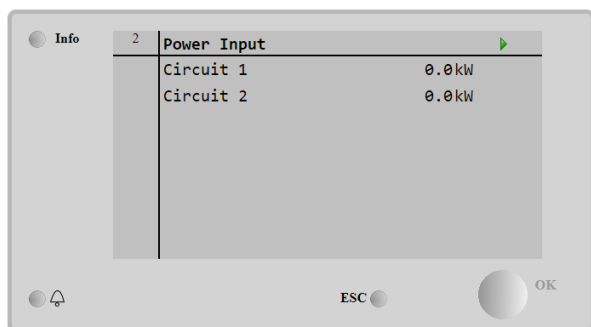 Info
2 Power Input
Circuit 1 0.0kW
Circuit 2 0.0kW
ESC
OK